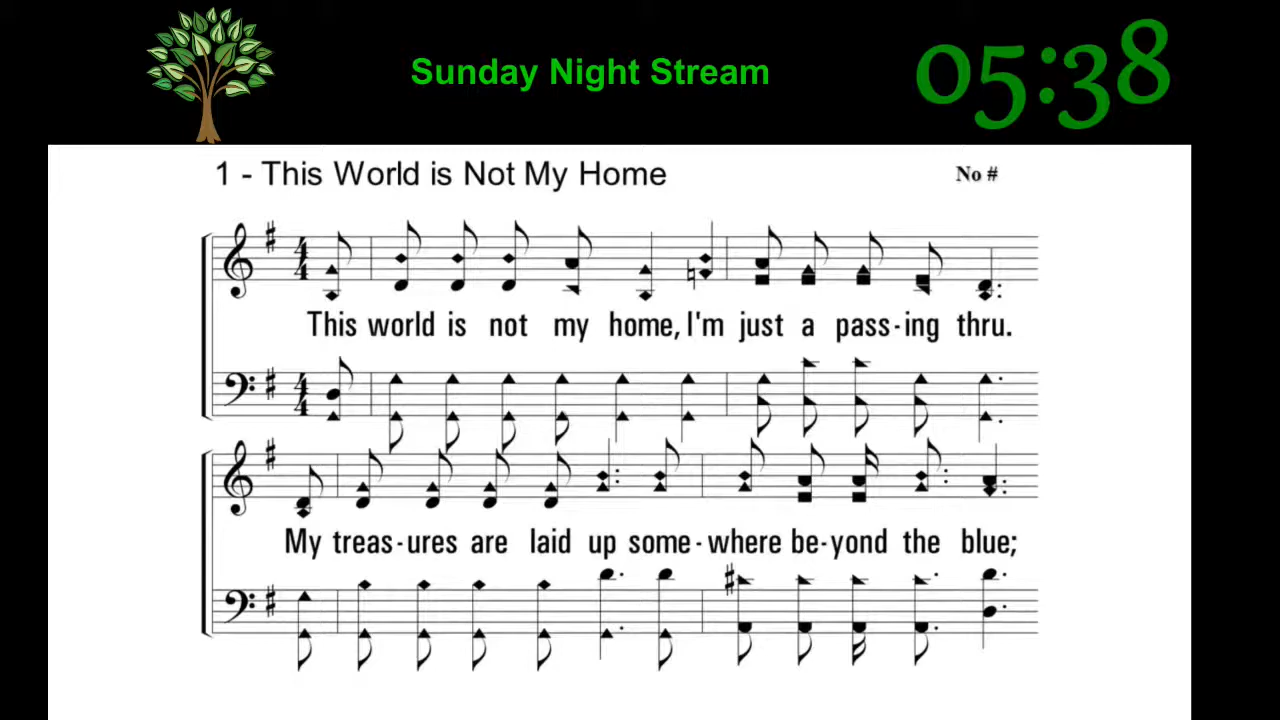 Sunday Night Stream
05:38
1 - This World is Not My Home
No #
This world is not my home, I'm just a pass-ing thru.
My treas-ures are laid up some-where be-yond the blue;